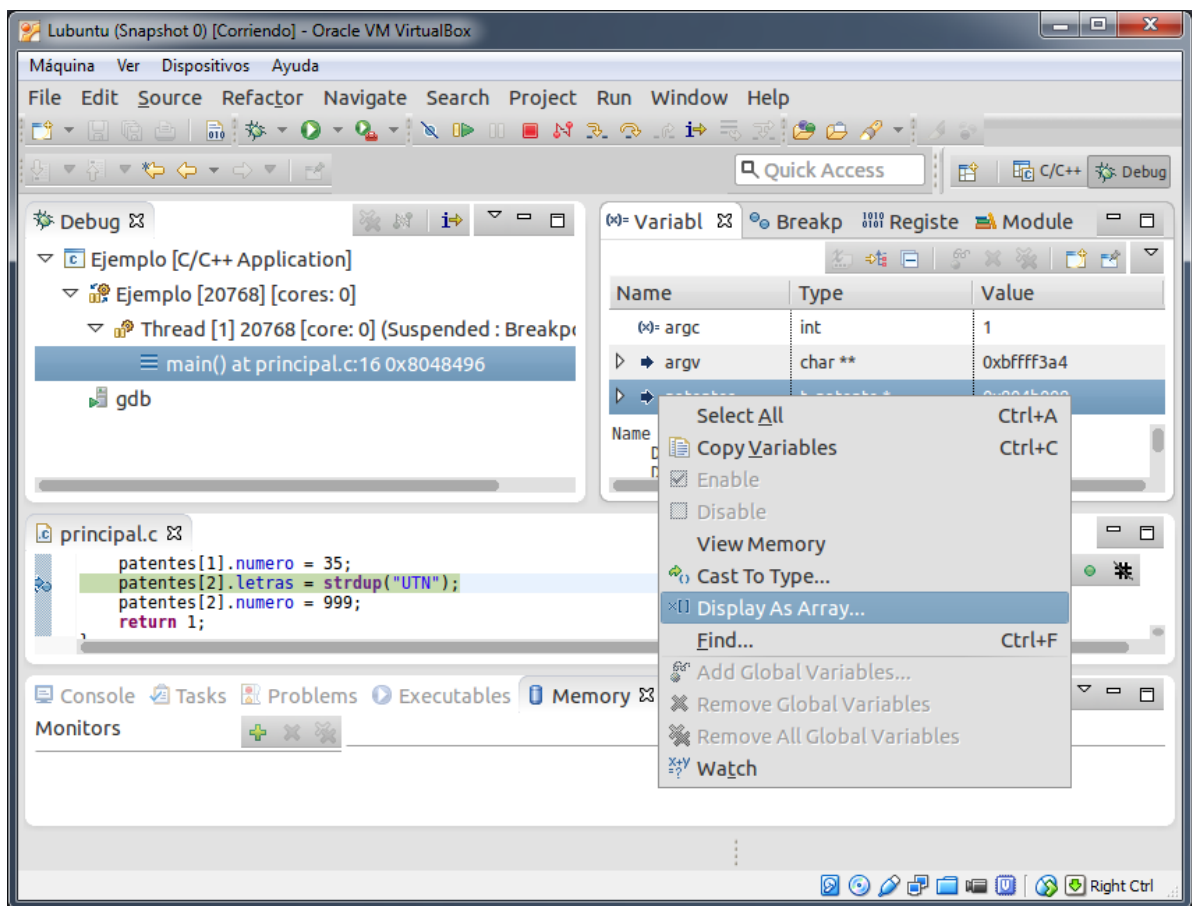 Lubuntu (Snapshot 0) [Corriendo] - Oracle VM VirtualBox
Máquina Ver Dispositivos Ayuda
File Edit Source Refactor Navigate Search Project Run Window Help
Quick Access C/C++ Debug
Debug
Ejemplo [C/C++ Application]
Ejemplo [20768] [cores: 0]
Thread [1] 20768 [core: 0] (Suspended : Breakpo
main() at principal.c:16 0x8048496
gdb
(x)= Variabl Breakp Registe Module
Name Type Value
(x)= argc int 1
argv char ** 0xbffff3a4
Name
Select All Ctrl+A
Copy Variables Ctrl+C
Enable
Disable
View Memory
Cast To Type...
Display As Array...
Find... Ctrl+F
Add Global Variables...
Remove Global Variables
Remove All Global Variables
Watch
principal.c
patentes[1].numero = 35;
patentes[2].letras = strdup("UTN");
patentes[2].numero = 999;
return 1;
Console Tasks Problems Executables Memory
Monitors
Right Ctrl